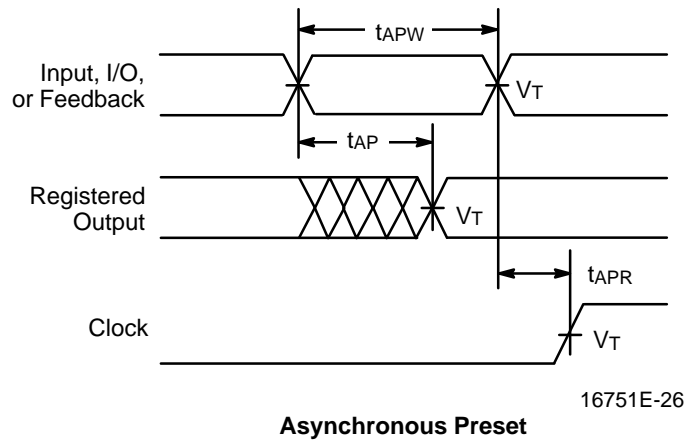 tAPW
Input, I/O,
or Feedback
VT
tAP
Registered
Output
VT
tAPR
Clock
VT
16751E-26
Asynchronous Preset